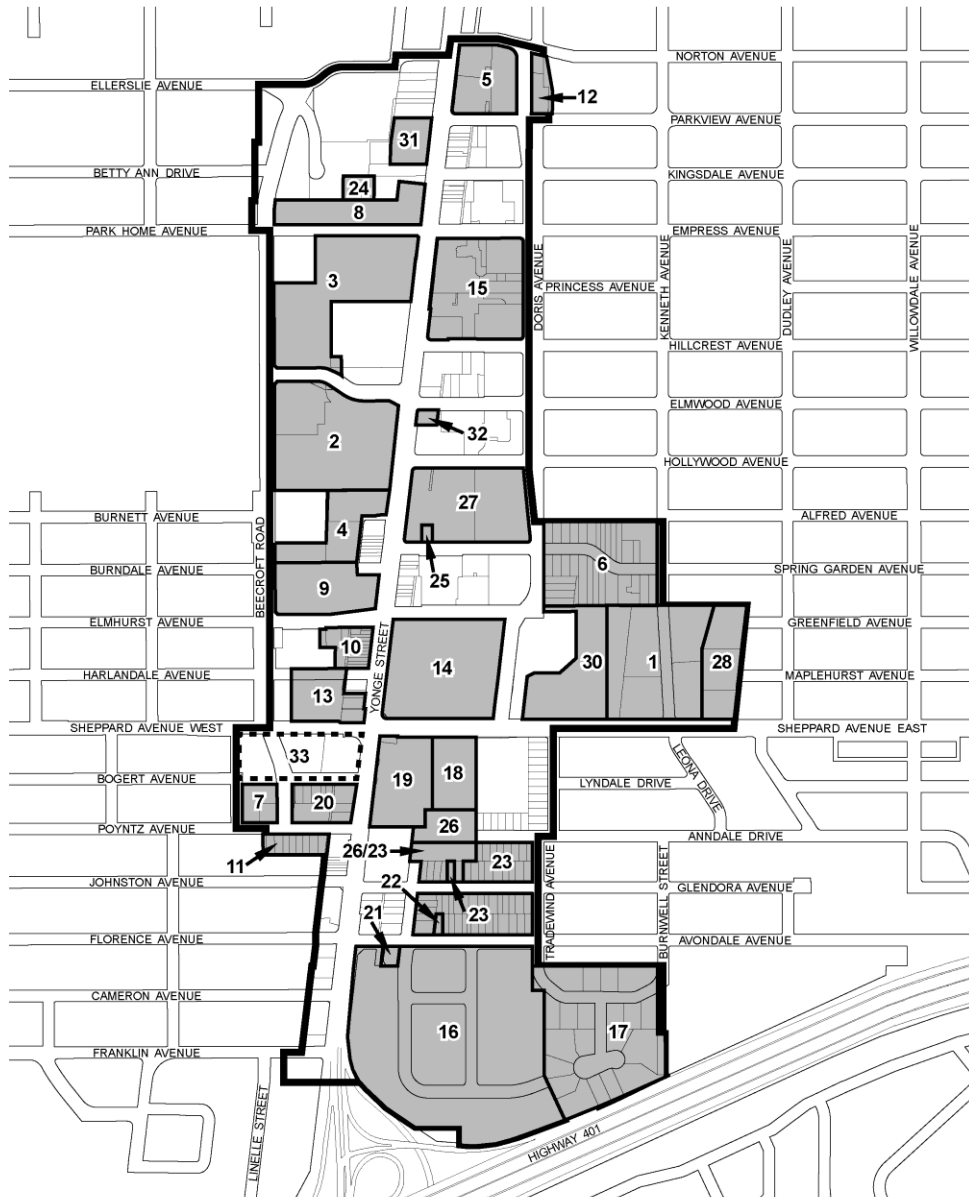 NORTON AVENUE
5
ELLERSLIE AVENUE
12
PARKVIEW AVENUE
31
BETTY ANN DRIVE
KINGSDALE AVENUE
24
8
PARK HOME AVENUE
EMPRESS AVENUE
3
15
PRINCESS AVENUE
DORIS AVENUE
KENNETH AVENUE
DUDLEY AVENUE
WILLOWDALE AVENUE
HILLCREST AVENUE
ELMWOOD AVENUE
32
2
HOLLYWOOD AVENUE
27
BURNETT AVENUE
ALFRED AVENUE
4
BEECROFT ROAD
25
6
BURNDALE AVENUE
SPRING GARDEN AVENUE
9
ELMHURST AVENUE
GREENFIELD AVENUE
10
YONGE STREET
14
30
1
28
HARLANDALE AVENUE
MAPLEHURST AVENUE
13
SHEPPARD AVENUE WEST
SHEPPARD AVENUE EAST
33
19
18
LEONA DRIVE
BOGERT AVENUE
LYNDALE DRIVE
7
20
26
POYNTZ AVENUE
ANNDALE DRIVE
11
26/23
23
JOHNSTON AVENUE
22
23
TRADEWIND AVENUE
BURNWELL STREET
GLENDORA AVENUE
21
FLORENCE AVENUE
AVONDALE AVENUE
CAMERON AVENUE
16
17
FRANKLIN AVENUE
LINELLE STREET
HIGHWAY 401